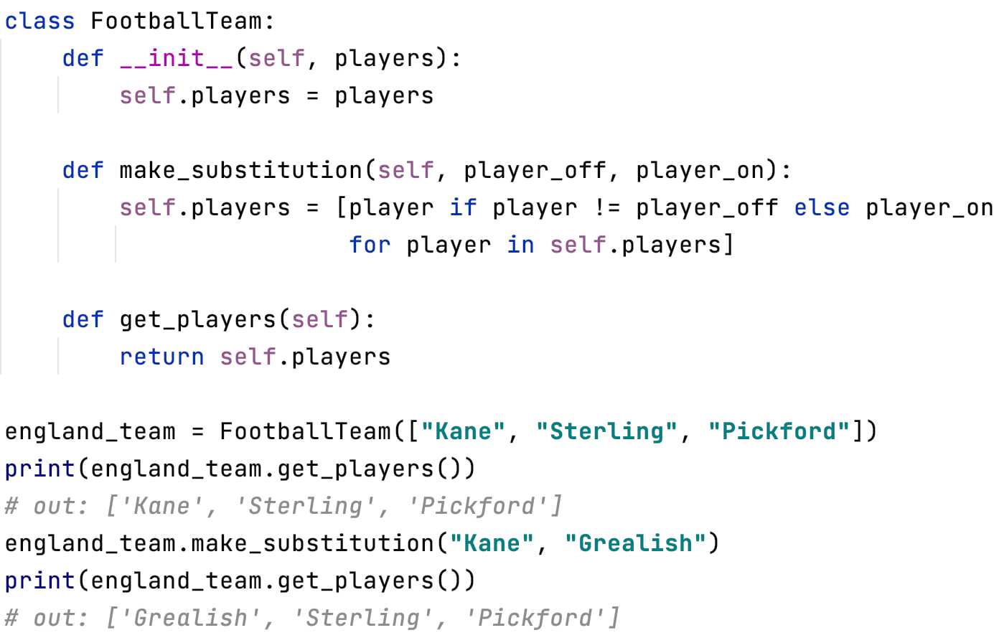 class FootballTeam:
    def __init__(self, players):
        self.players = players

    def make_substitution(self, player_off, player_on):
        self.players = [player if player != player_off else player_on
                        for player in self.players]

    def get_players(self):
        return self.players

england_team = FootballTeam(["Kane", "Sterling", "Pickford"])
print(england_team.get_players())
# out: ['Kane', 'Sterling', 'Pickford']
england_team.make_substitution("Kane", "Grealish")
print(england_team.get_players())
# out: ['Grealish', 'Sterling', 'Pickford']